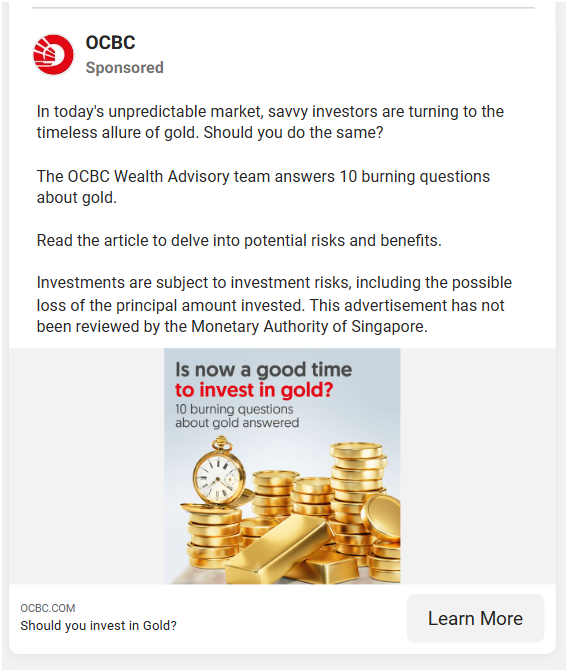 OCBC
Sponsored
In today's unpredictable market, savvy investors are turning to the
timeless allure of gold. Should you do the same?
The OCBC Wealth Advisory team answers 10 burning questions
about gold.
Read the article to delve into potential risks and benefits.
Investments are subject to investment risks, including the possible
loss of the principal amount invested. This advertisement has not
been reviewed by the Monetary Authority of Singapore.
Is now a good time
to invest in gold?
10 burning questions
about gold answered
OCBC.COM
Should you invest in Gold?
Learn More